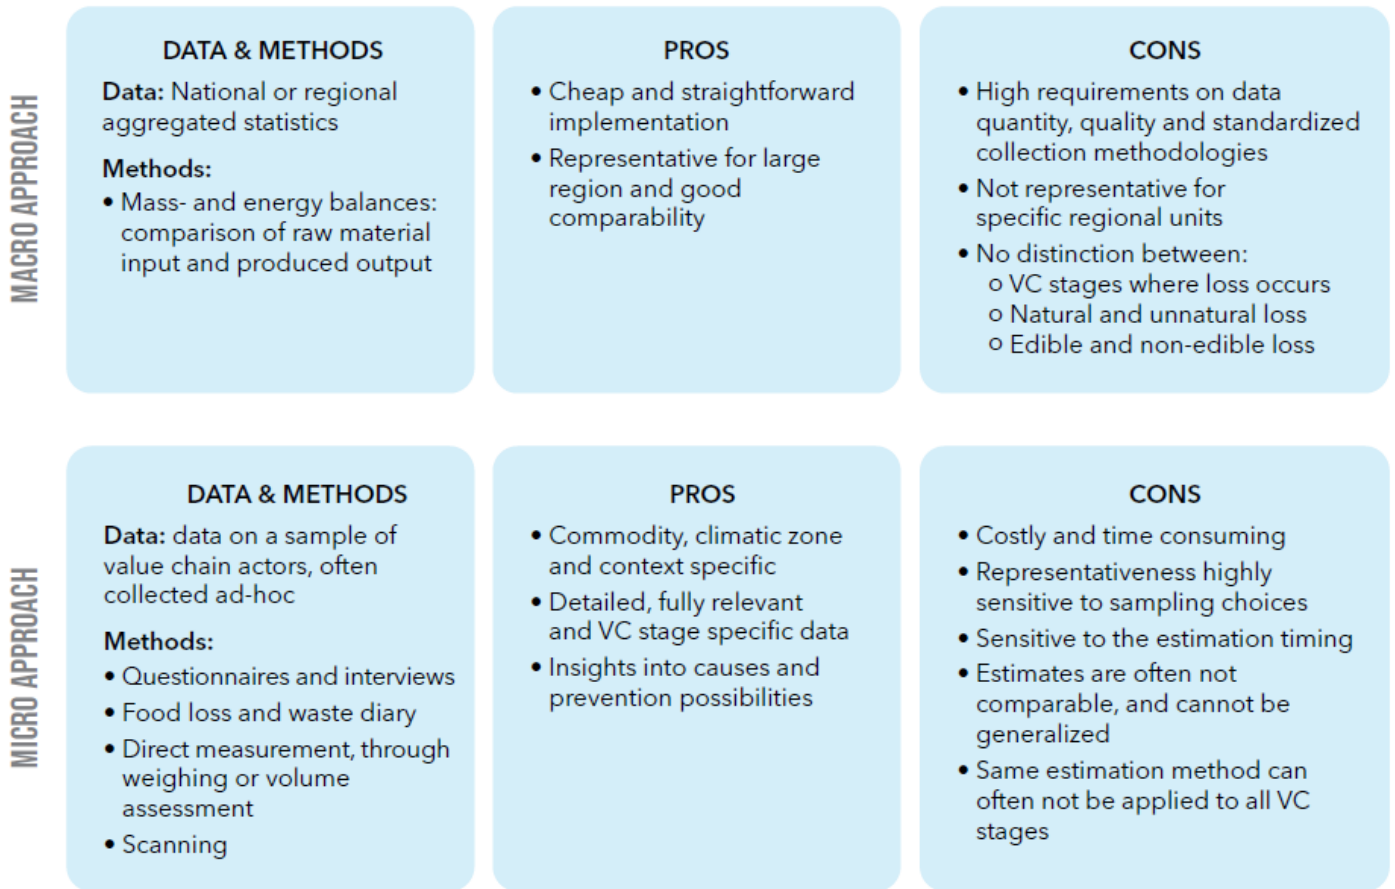 MACRO APPROACH
DATA & METHODS
Data: National or regional
aggregated statistics
Methods:
• Mass- and energy balances:
comparison of raw material
input and produced output
PROS
• Cheap and straightforward
implementation
• Representative for large
region and good
comparability
CONS
• High requirements on data
quantity, quality and standardized
collection methodologies
• Not representative for
specific regional units
• No distinction between:
o VC stages where loss occurs
o Natural and unnatural loss
o Edible and non-edible loss
MICRO APPROACH
DATA & METHODS
Data: data on a sample of
value chain actors, often
collected ad-hoc
Methods:
• Questionnaires and interviews
• Food loss and waste diary
• Direct measurement, through
weighing or volume
assessment
• Scanning
PROS
• Commodity, climatic zone
and context specific
• Detailed, fully relevant
and VC stage specific data
• Insights into causes and
prevention possibilities
CONS
• Costly and time consuming
• Representativeness highly
sensitive to sampling choices
• Sensitive to the estimation timing
• Estimates are often not
comparable, and cannot be
generalized
• Same estimation method can
often not be applied to all VC
stages